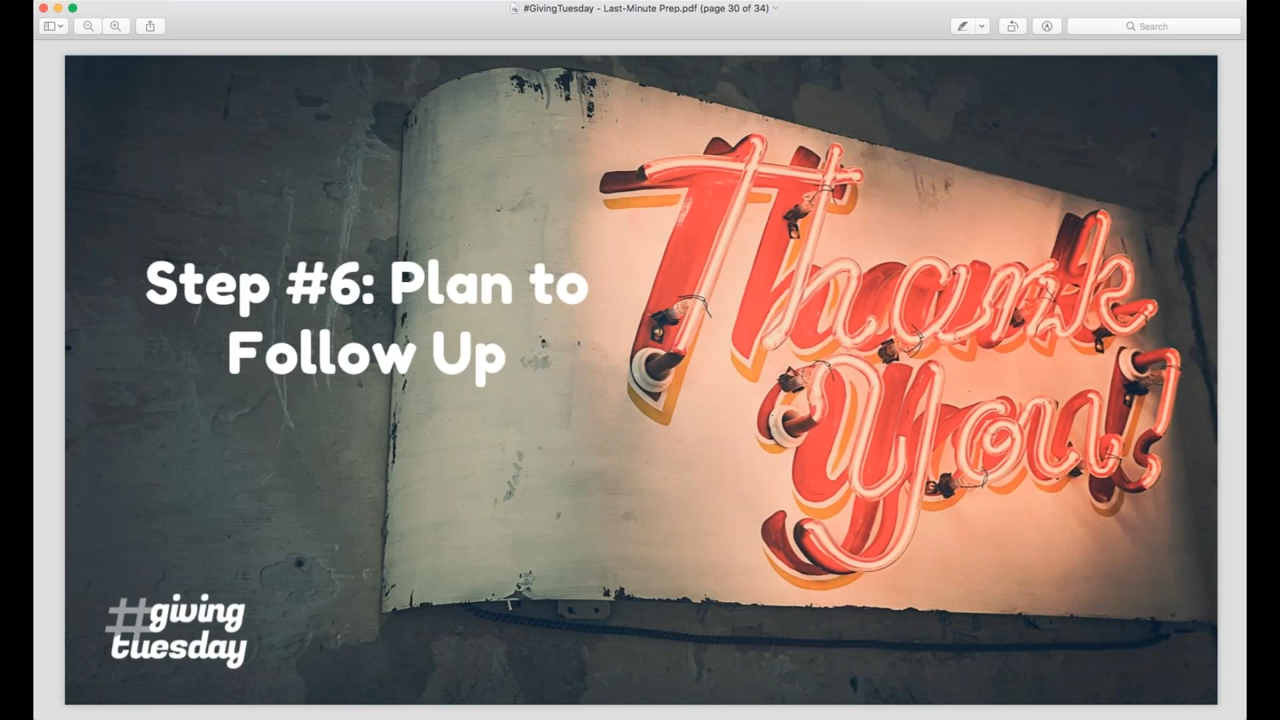 #GivingTuesday - Last-Minute Prep.pdf (page 30 of 34)
Search
Step #6: Plan to
Follow Up
Thank
You!
#giving
tuesday